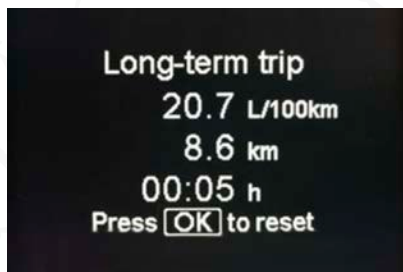 Long-term trip
20.7 L/100km
8.6 km
00:05 h
Press OK to reset